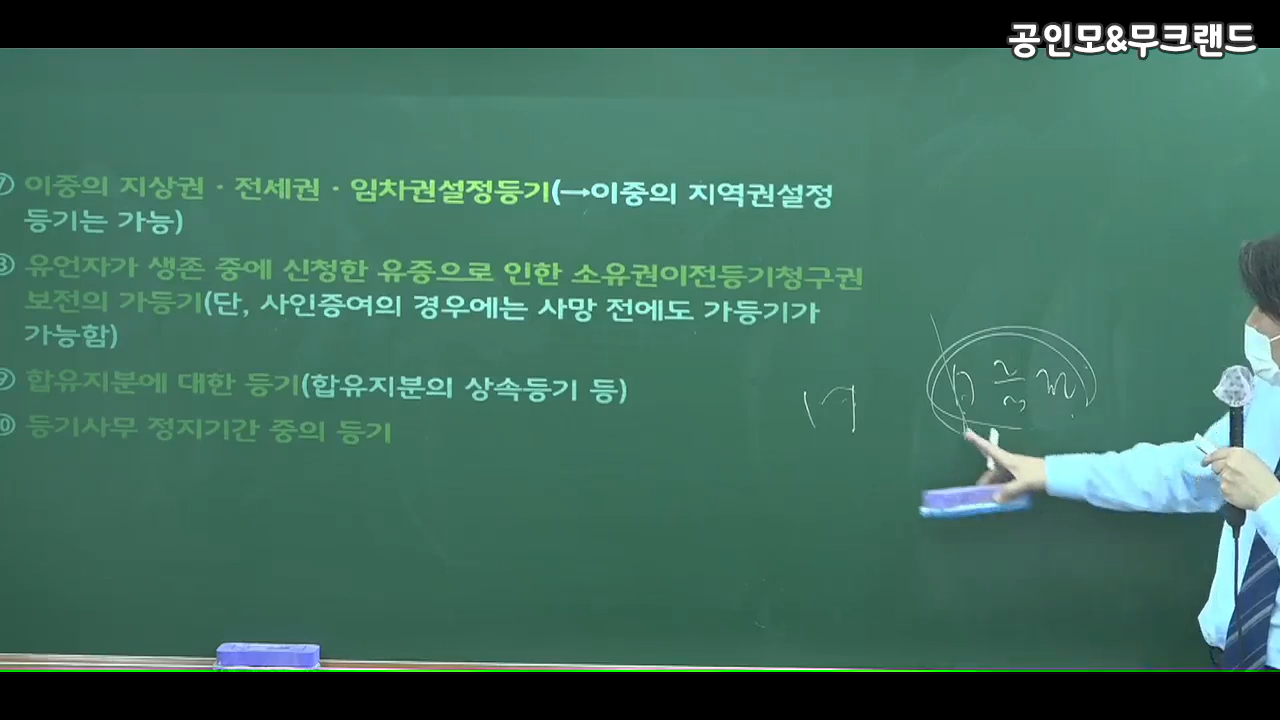 공인모&무크랜드
⑦ 이중의 지상권·전세권·임차권설정등기(→이중의 지역권설정
등기는 가능)
⑧ 유언자가 생존 중에 신청한 유증으로 인한 소유권이전등기청구권
보전의 가등기(단, 사인증여의 경우에는 사망 전에도 가등기가
가능함)
⑨ 합유지분에 대한 등기(합유지분의 상속등기 등)
⑩ 등기사무 정지기간 중의 등기